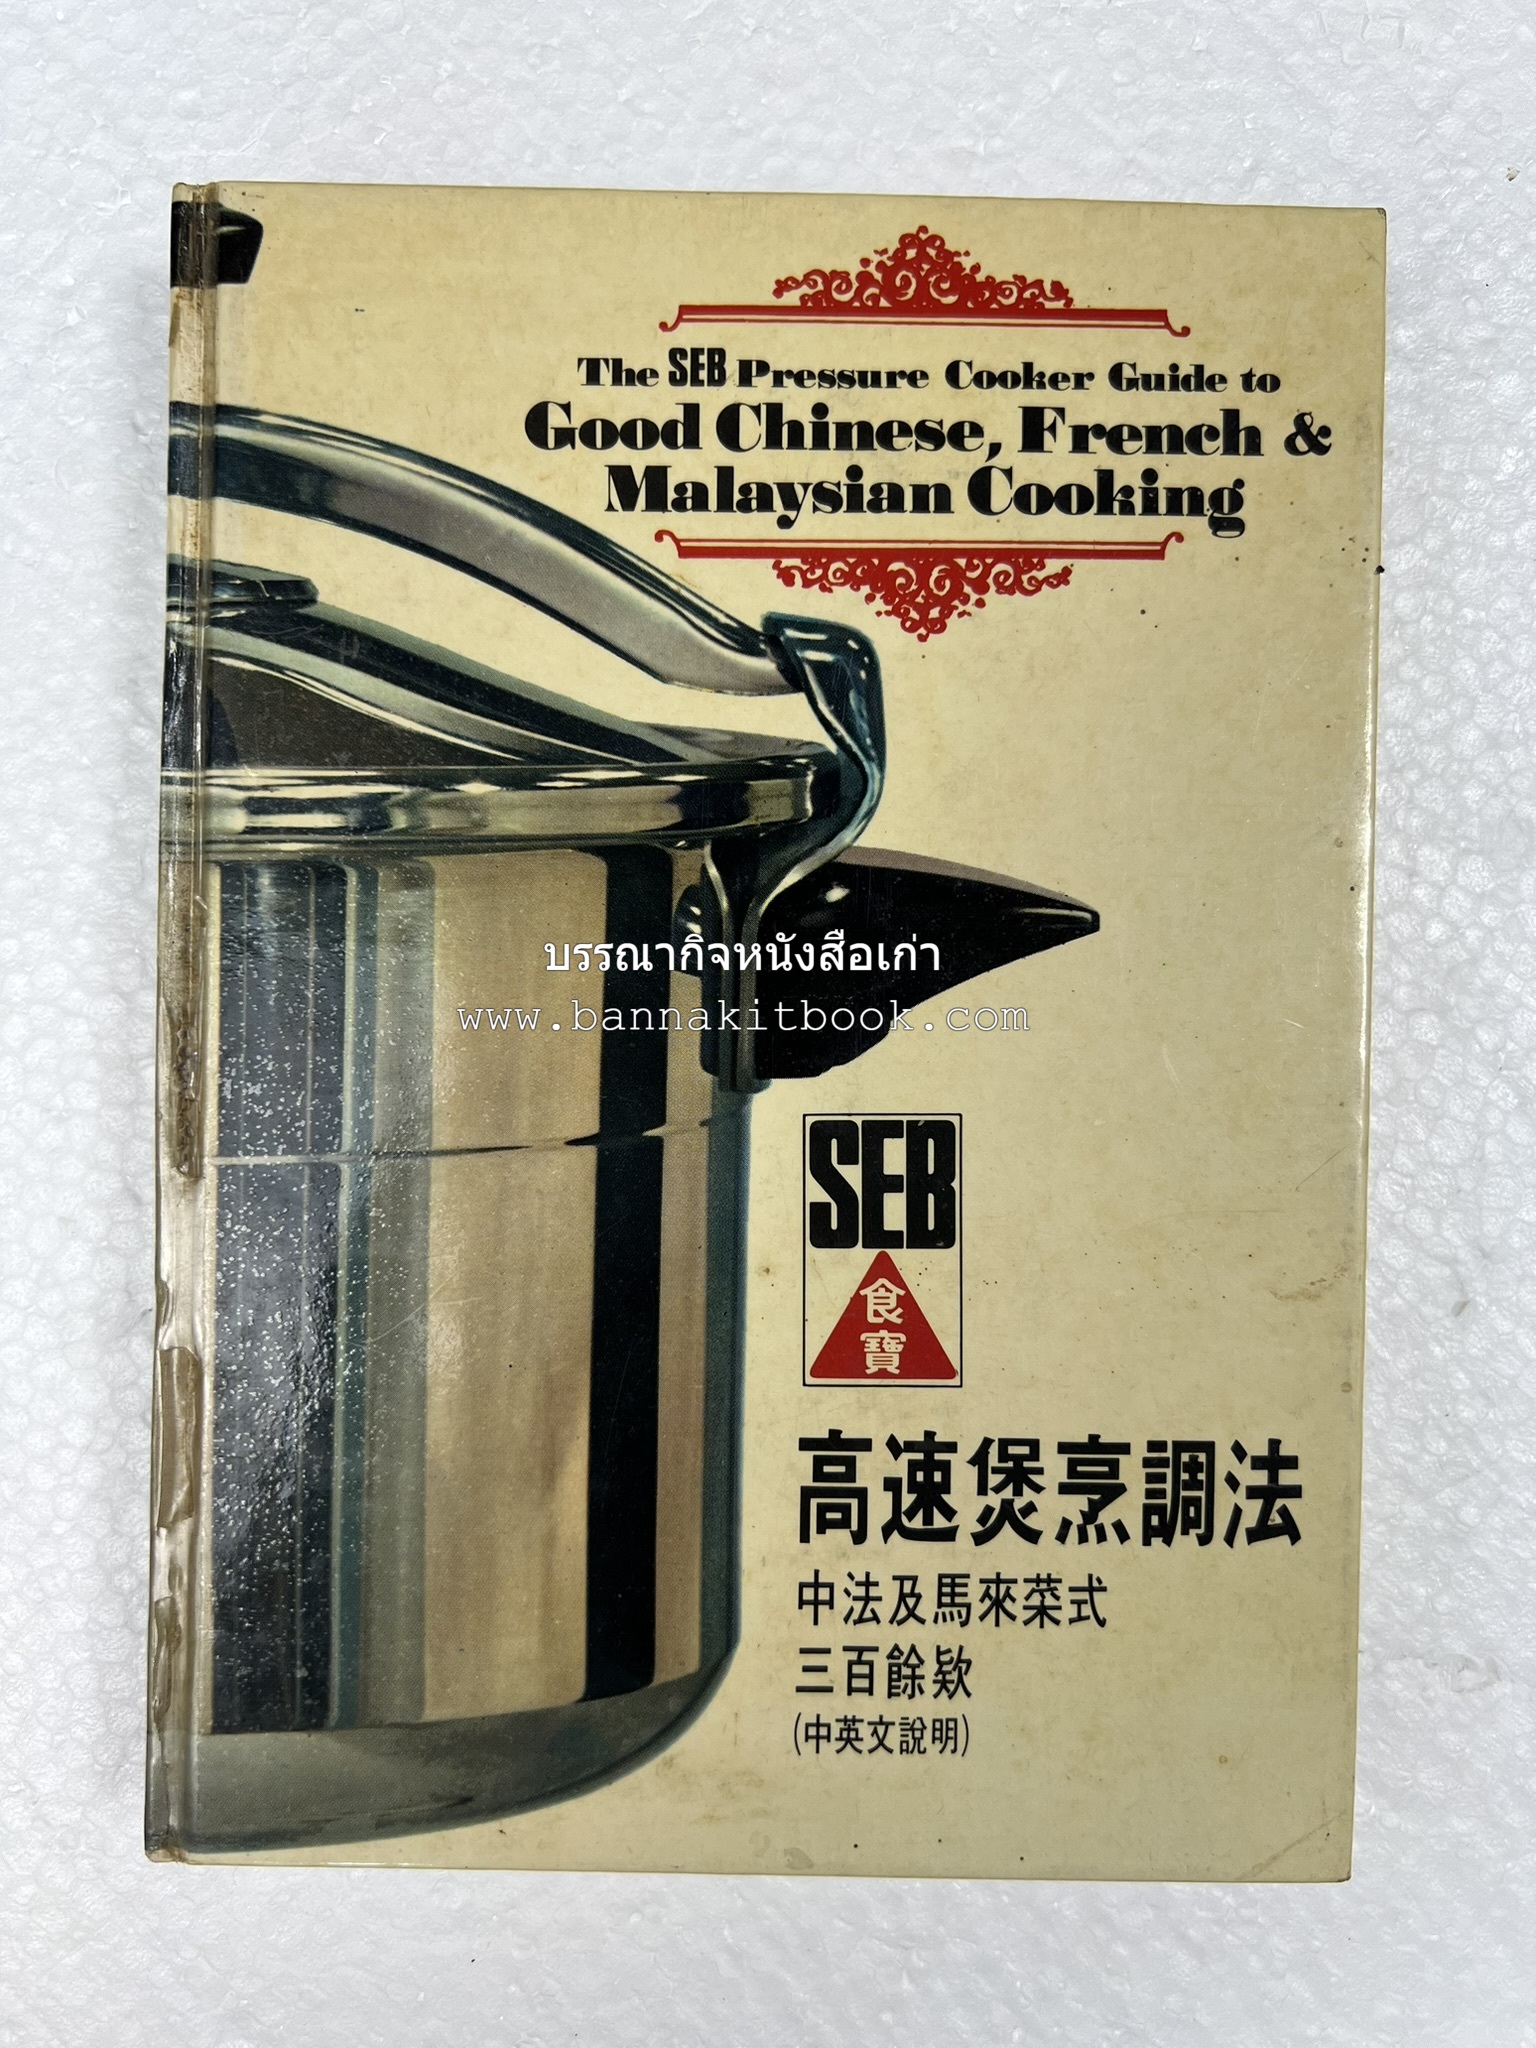 The SEB Pressure Cooker Guide to
Good Chinese, French &
Malaysian Cooking
บรรณากิจหนังสือเก่า
www.bannakitbook.com
SEB
食
寶
高速煲烹調法
中法及馬來菜式
三百餘款
(中英文說明)